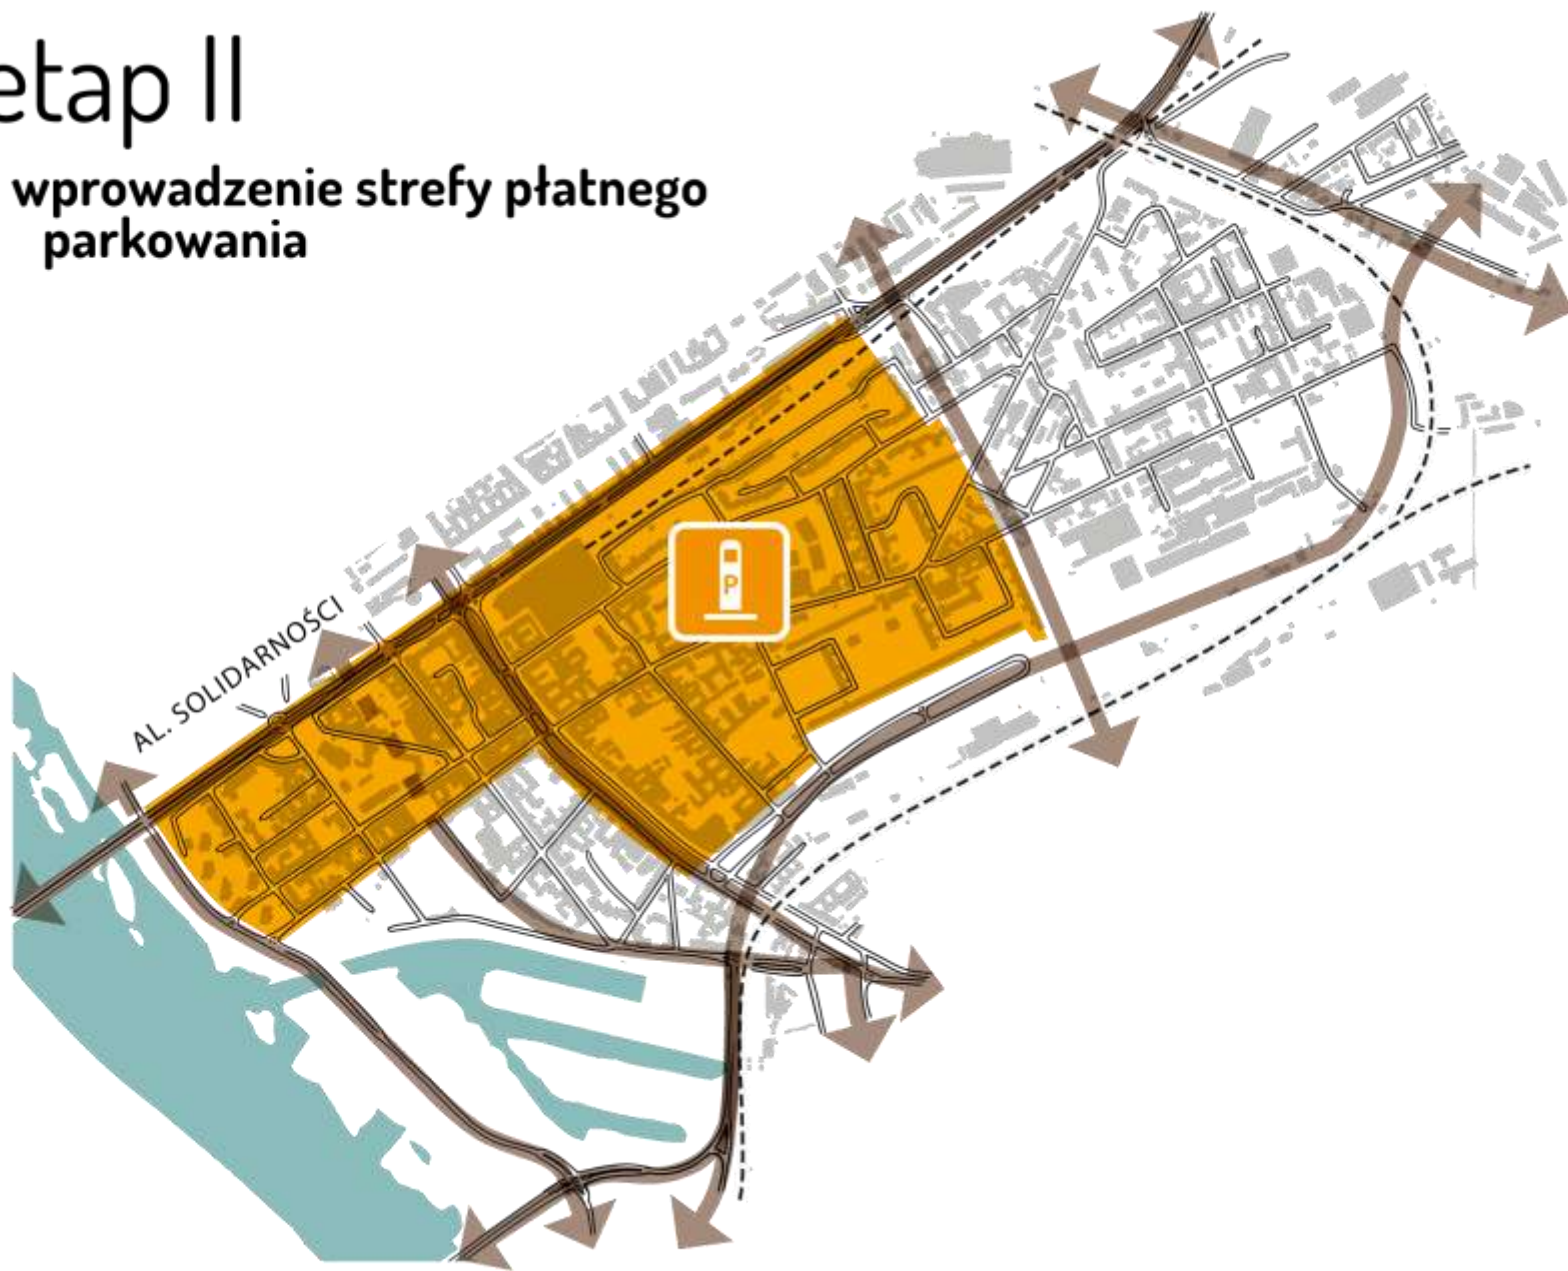 etap II
wprowadzenie strefy płatnego
parkowania
AL. SOLIDARNOŚCI
P